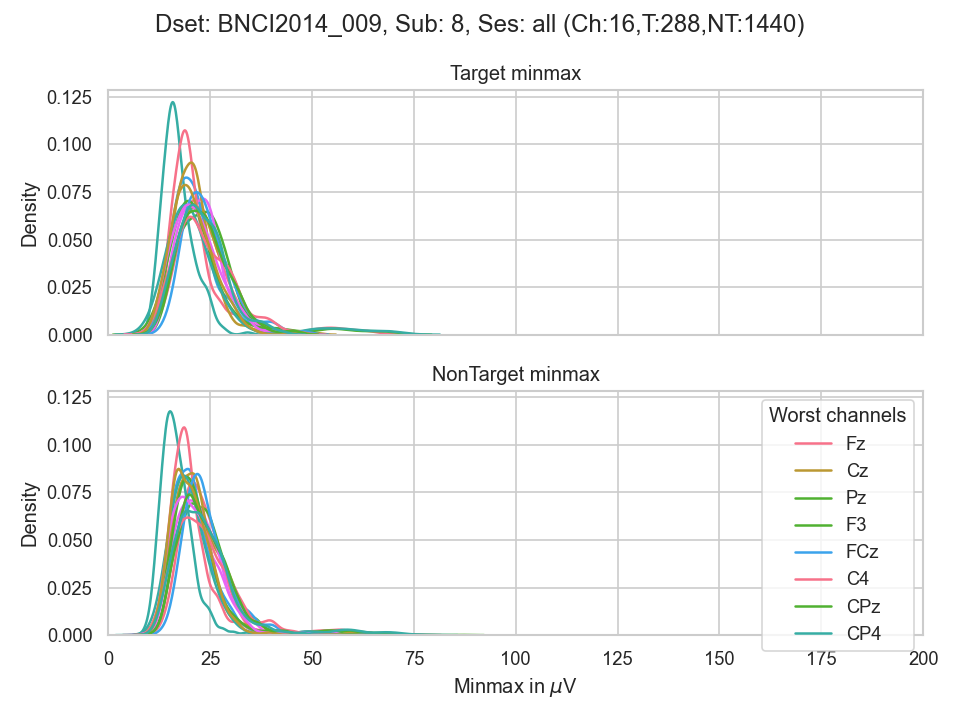 Dset: BNCI2014_009, Sub: 8, Ses: all (Ch:16,T:288,NT:1440)
Target minmax
0.125
0.100
0.075
0.050
0.025
0.000
Density
NonTarget minmax
0.125
0.100
0.075
0.050
0.025
0.000
Density
Worst channels
Fz
Cz
Pz
F3
FCz
C4
CPz
CP4
0 25 50 75 100 125 150 175 200
Minmax in μV